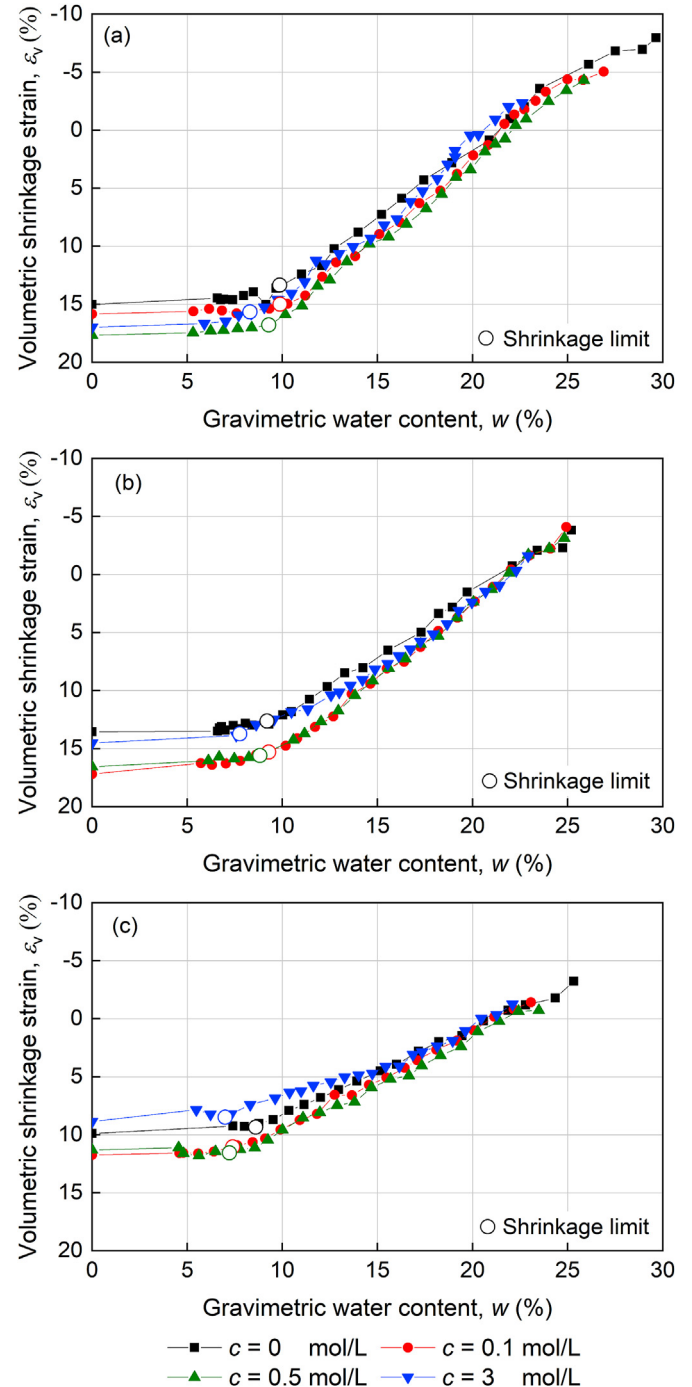 (a)
Volumetric shrinkage strain, εv (%)
-10
-5
0
5
10
15
20
0 5 10 15 20 25 30
Shrinkage limit
Gravimetric water content, w (%)
(b)
Volumetric shrinkage strain, εv (%)
-10
-5
0
5
10
15
20
0 5 10 15 20 25 30
Shrinkage limit
Gravimetric water content, w (%)
(c)
Volumetric shrinkage strain, εv (%)
-10
-5
0
5
10
15
20
0 5 10 15 20 25 30
Shrinkage limit
Gravimetric water content, w (%)
c = 0 mol/L c = 0.1 mol/L
c = 0.5 mol/L c = 3 mol/L